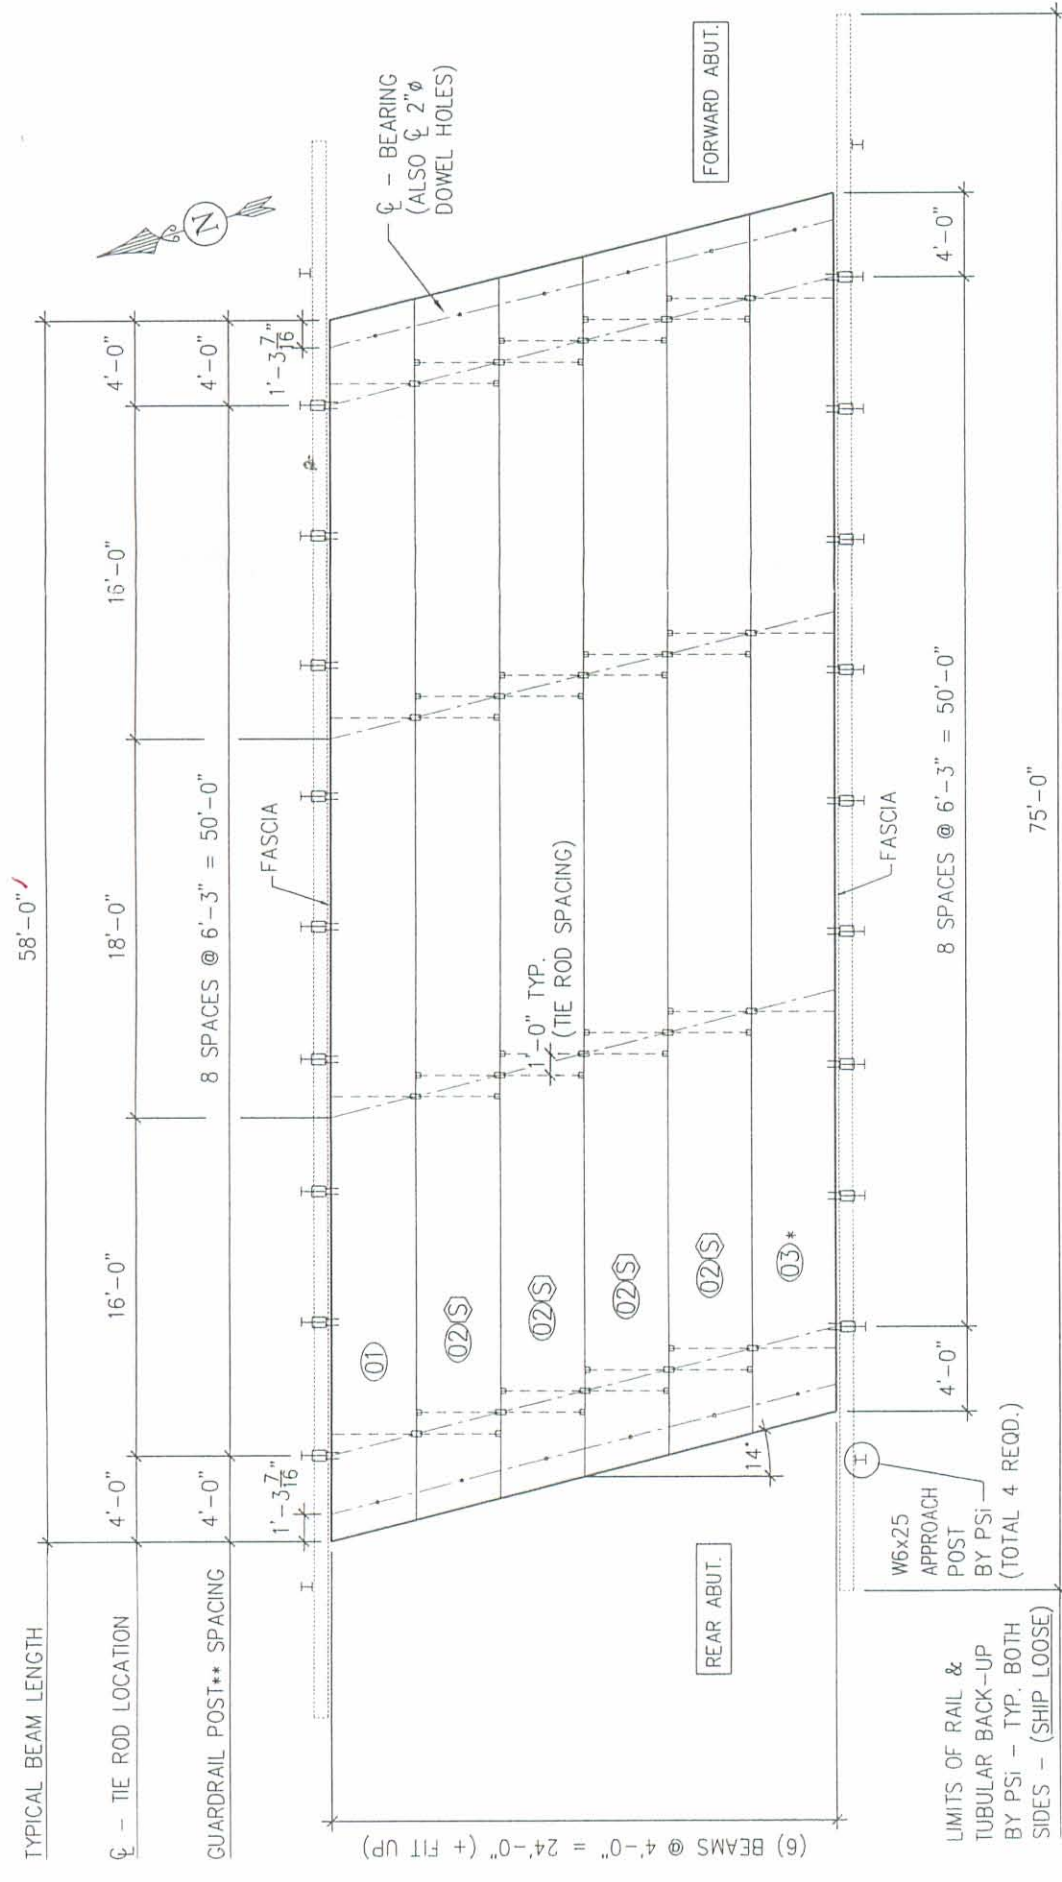 TYPICAL BEAM LENGTH
58'-0"
℄ - TIE ROD LOCATION
4'-0"
16'-0"
18'-0"
16'-0"
4'-0"
GUARDRAIL POST** SPACING
4'-0"
8 SPACES @ 6'-3" = 50'-0"
4'-0"
1'-3 7/16"
1'-3 7/16"
N
℄ - BEARING
(ALSO ℄ 2"ø
DOWEL HOLES)
FASCIA
(6) BEAMS @ 4'-0" = 24'-0" (+ FIT UP)
01
02 S
02 S
02 S
02 S
03 *
1'-0" TYP.
(TIE ROD SPACING)
14°
REAR ABUT.
FORWARD ABUT.
FASCIA
4'-0"
8 SPACES @ 6'-3" = 50'-0"
4'-0"
W6x25
APPROACH
POST
BY PSi
(TOTAL 4 REQD.)
LIMITS OF RAIL &
TUBULAR BACK-UP
BY PSi - TYP. BOTH
SIDES - (SHIP LOOSE)
75'-0"